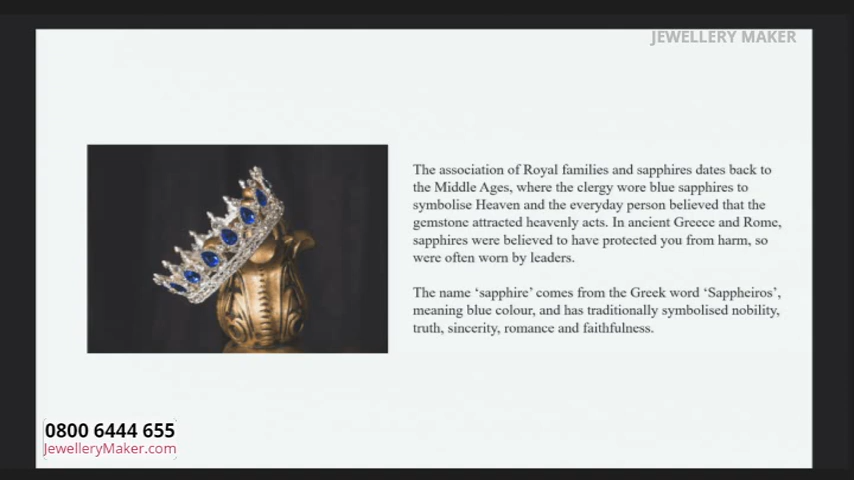 JEWELLERY MAKER
The association of Royal families and sapphires dates back to
the Middle Ages, where the clergy wore blue sapphires to
symbolise Heaven and the everyday person believed that the
gemstone attracted heavenly acts. In ancient Greece and Rome,
sapphires were believed to have protected you from harm, so
were often worn by leaders.
The name ‘sapphire’ comes from the Greek word ‘Sappheiros’,
meaning blue colour, and has traditionally symbolised nobility,
truth, sincerity, romance and faithfulness.
0800 6444 655
JewelleryMaker.com